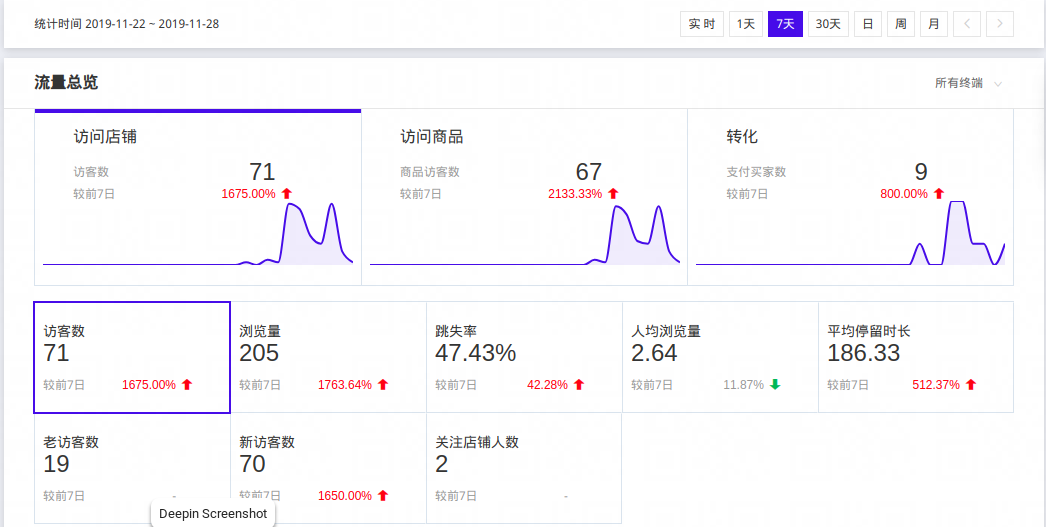 统计时间 2019-11-22 ~ 2019-11-28 实 时 1天 7天 30天 日 周 月
流量总览 所有终端
访问店铺 访问商品 转化
访客数 71 商品访客数 67 支付买家数 9
较前7日 1675.00% 较前7日 2133.33% 较前7日 800.00%
访客数 浏览量 跳失率 人均浏览量 平均停留时长
71 205 47.43% 2.64 186.33
较前7日 1675.00% 较前7日 1763.64% 较前7日 42.28% 较前7日 11.87% 较前7日 512.37%
老访客数 新访客数 关注店铺人数
19 70 2
较前7日 - 较前7日 1650.00% 较前7日 -
Deepin Screenshot